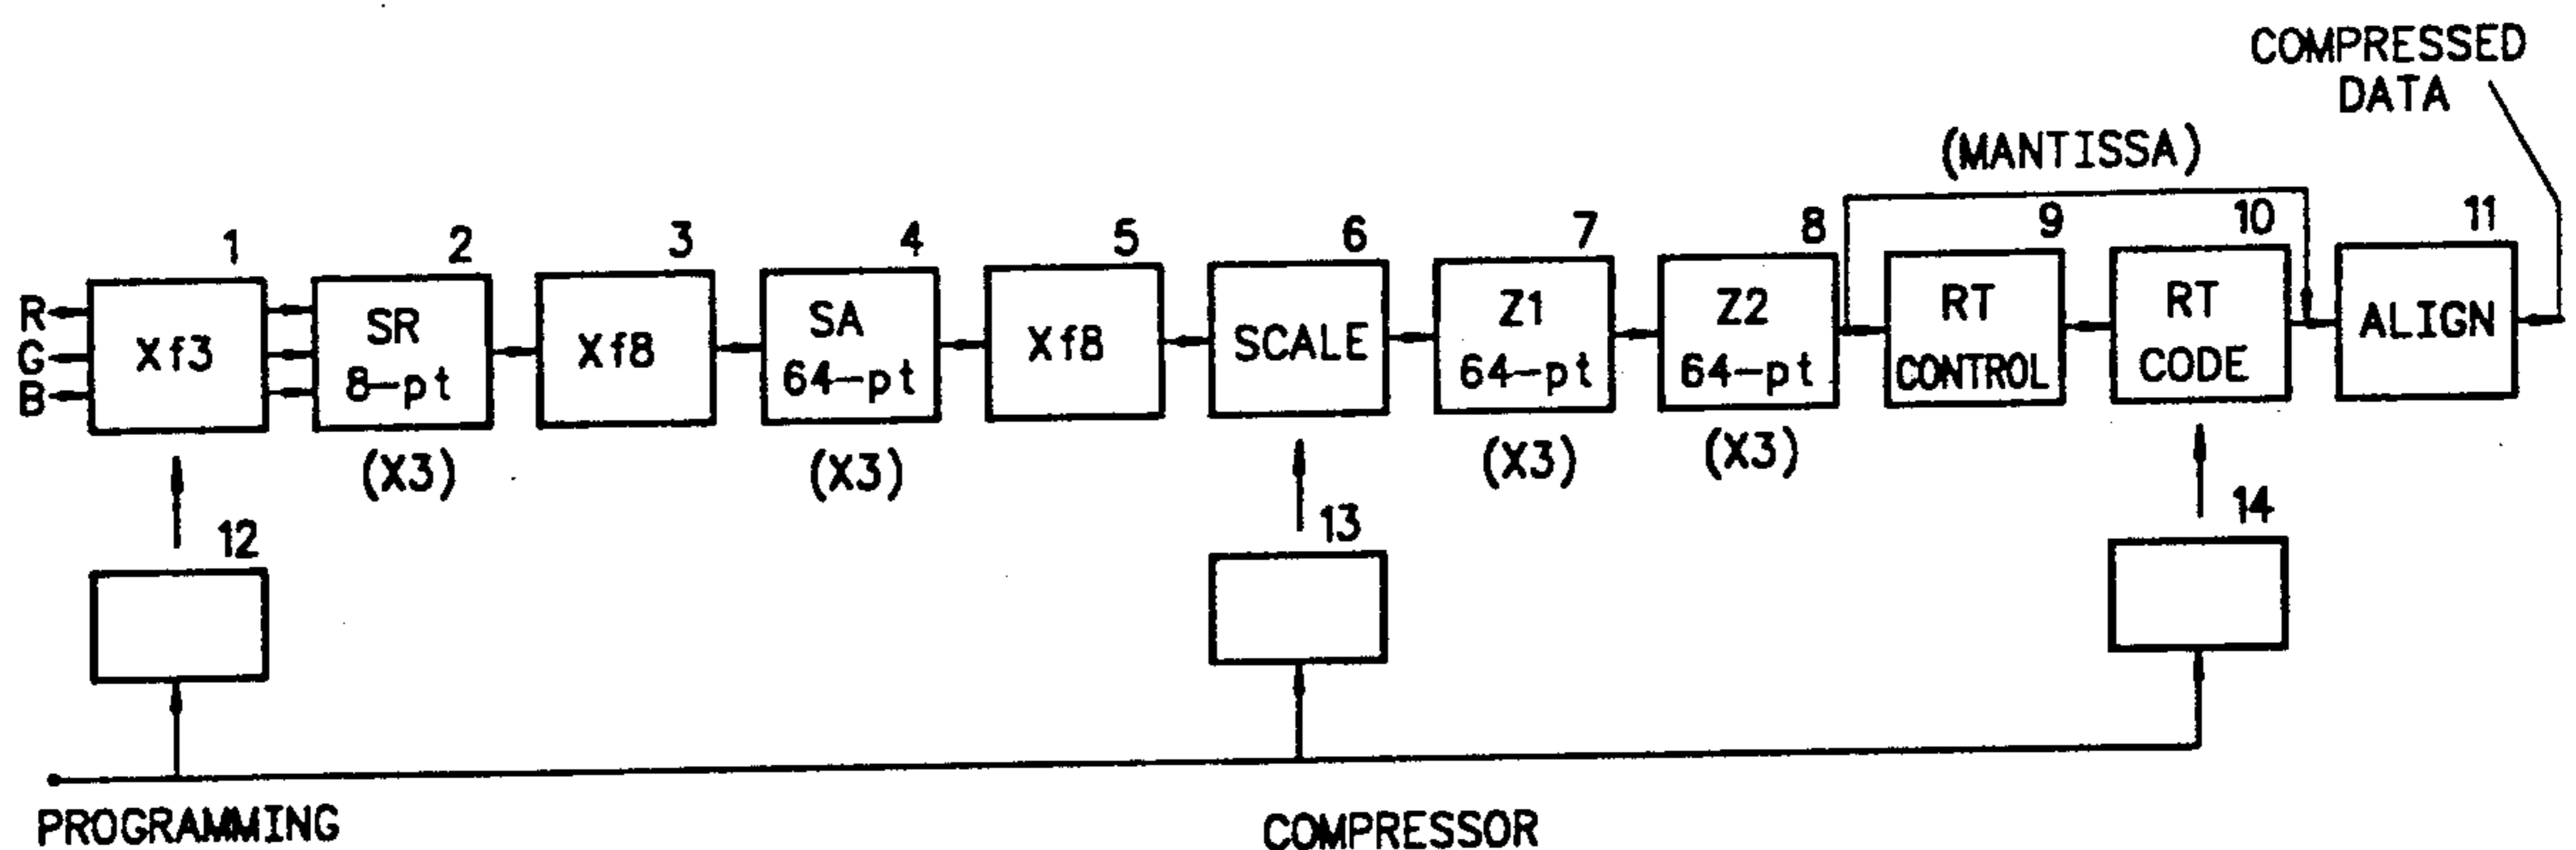 COMPRESSED
DATA
(MANTISSA)
1
2
3
4
5
6
7
8
9
10
11
R
G
B
Xf3
SR
8-pt
Xf8
SA
64-pt
Xf8
SCALE
Z1
64-pt
Z2
64-pt
RT
CONTROL
RT
CODE
ALIGN
(X3)
(X3)
(X3)
(X3)
12
13
14
PROGRAMMING
COMPRESSOR